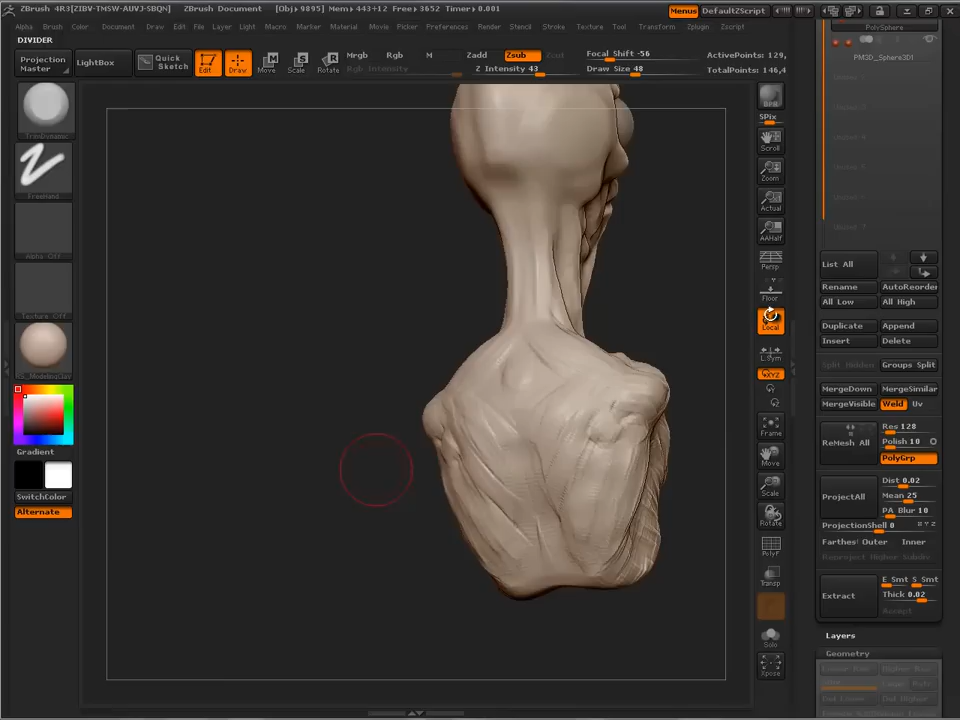 ZBrush 4R3[ZIBV-TMSW-AUVJ-SBQN] ZBrush Document [Obj> 9895] Mem> 443+12 Free> 3652 Timer> 0.001 Menus DefaultZScript
Alpha Brush Color Document Draw Edit File Layer Light Macro Marker Material Movie Picker Preferences Render Stencil Stroke Texture Tool Transform Zplugin Zscript
DIVIDER
Projection Master
LightBox
Quick Sketch
Edit
Draw
Move
Scale
Rotate
Mrgb Rgb M
Rgb Intensity
Zadd Zsub Zcut
Z Intensity 43
Focal Shift -56
Draw Size 48
ActivePoints: 129,
TotalPoints: 146,4
TrimDynamic
FreeHand
Alpha Off
Texture Off
Gradient
SwitchColor
Alternate
BPR
SPix
Scroll
Zoom
Actual
AAHalf
Persp
Floor
Local
L.Sym
XYZ
Frame
Move
Scale
Rotate
PolyF
Transp
Solo
Xpose
PolySphere
PM3D_Sphere3D1
List All
Rename AutoReorder
All Low All High
Duplicate Append
Insert Delete
Split Hidden Groups Split
MergeDown MergeSimilar
MergeVisible Weld Uv
ReMesh All
Res 128
Polish 10
PolyGrp
ProjectAll
Dist 0.02
Mean 25
PA Blur 10
ProjectionShell 0
Farthest Outer Inner
Reproject Higher Subdiv
Extract
E Smt S Smt
Thick 0.02
Accept
Layers
Geometry